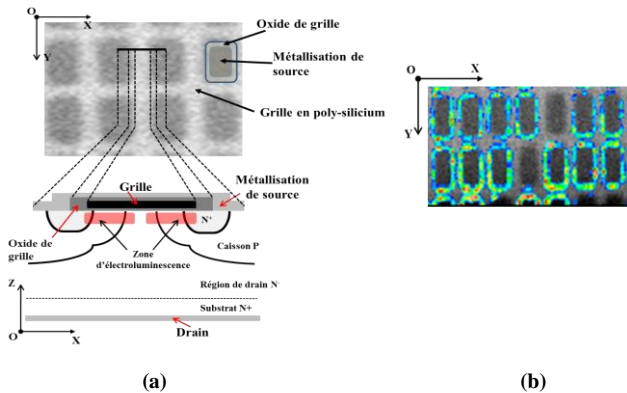 O
X
Y
Oxide de grille
Métallisation de
source
Grille en poly-silicium
Grille
Métallisation
de source
N⁺
Oxide de
grille
Zone
d'électroluminescence
Caisson P
Z
Région de drain N⁻
Substrat N+
O
X
Drain
(a)
O
X
Y
(b)